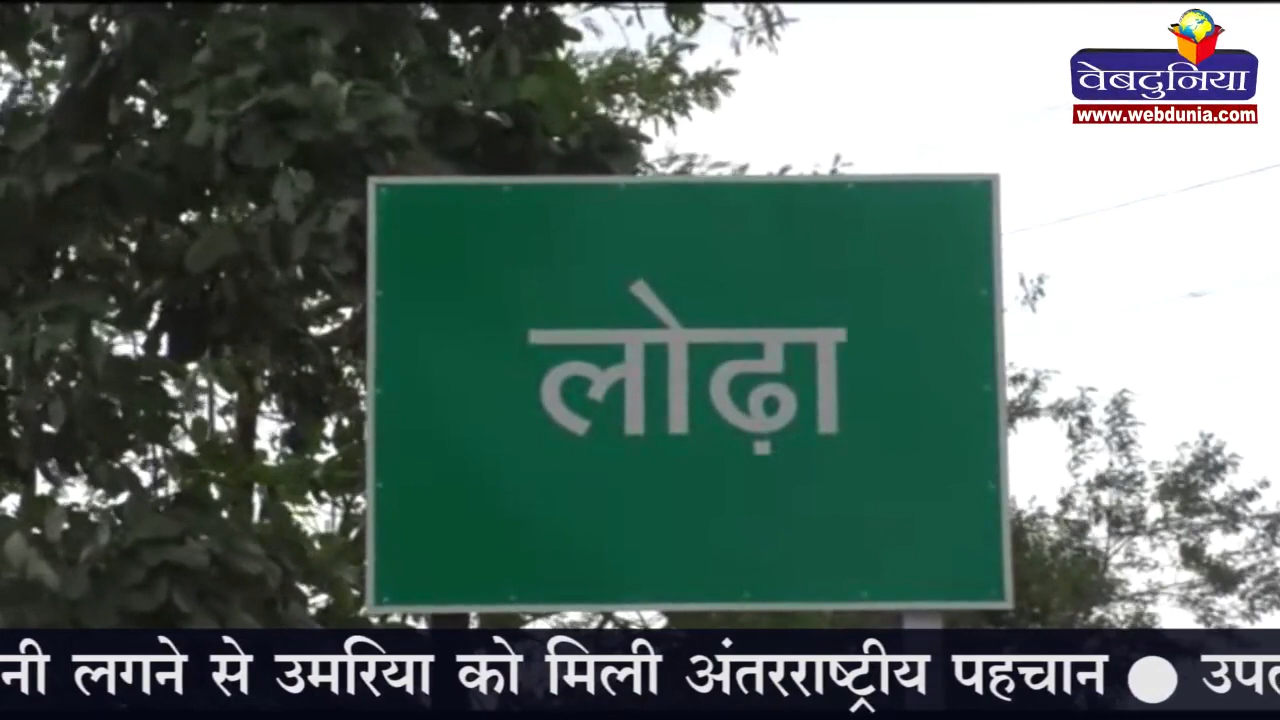 वेबदुनिया
www.webdunia.com
लोढ़ा
लगने से उमरिया को मिली अंतरराष्ट्रीय पहचान ●